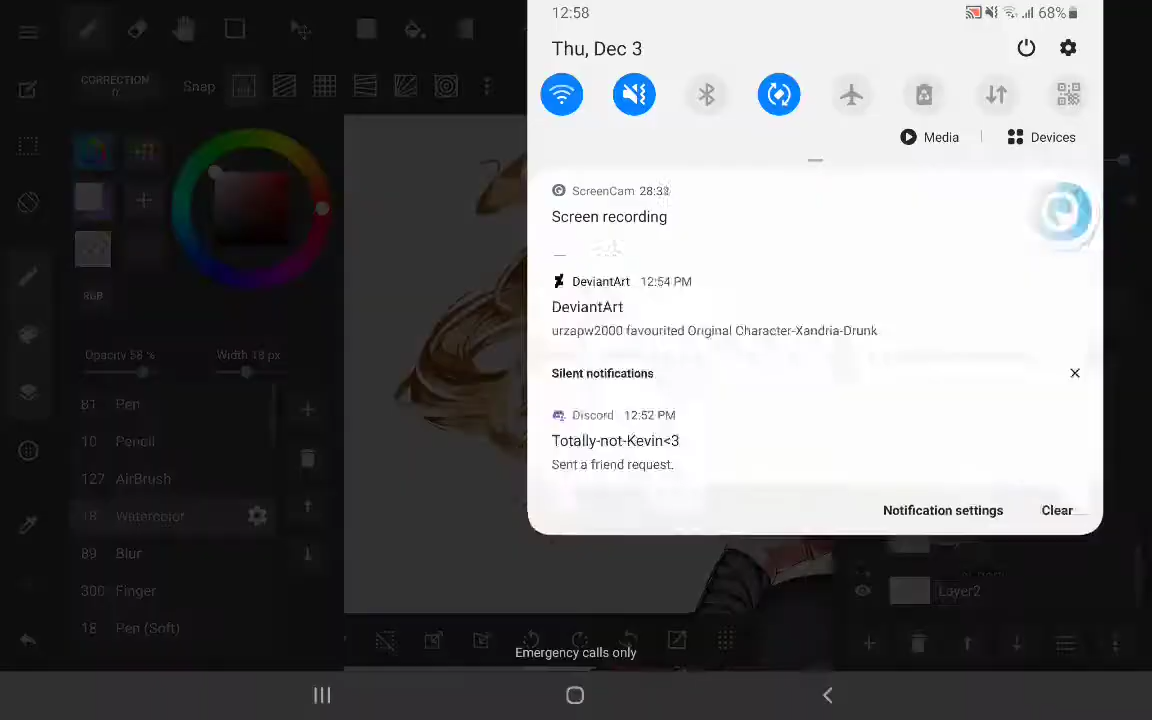 12:58
68%
Thu, Dec 3
CORRECTION
0
Snap
Media
Devices
ScreenCam
Screen recording
DeviantArt 12:54 PM
DeviantArt
urzapw2000 favourited Original Character-Xandria-Drunk
Silent notifications
Discord 12:52 PM
Totally-not-Kevin<3
Sent a friend request.
Notification settings
Clear
RGB
Opacity 58 %
Width 18 px
81 Pen
10 Pencil
127 AirBrush
18 Watercolor
89 Blur
300 Finger
18 Pen (Soft)
Layer2
Emergency calls only